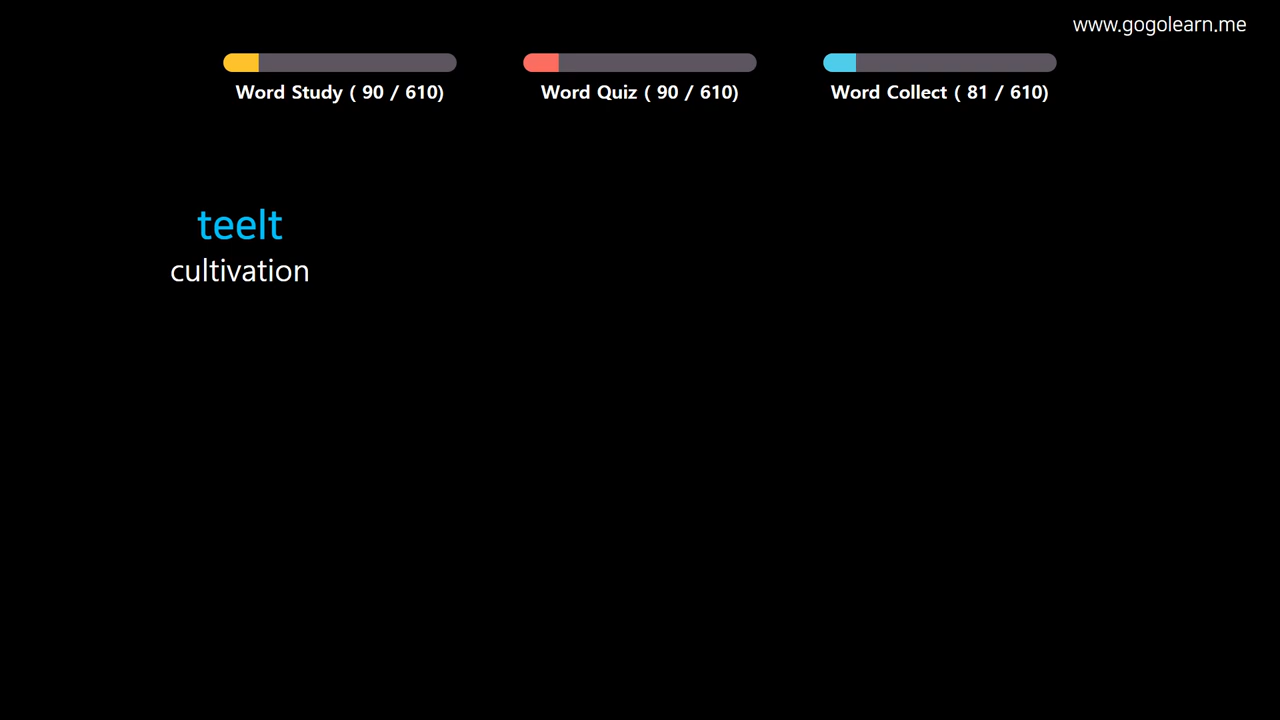 www.gogolearn.me
Word Study ( 90 / 610)
Word Quiz ( 90 / 610)
Word Collect ( 81 / 610)
teelt
cultivation